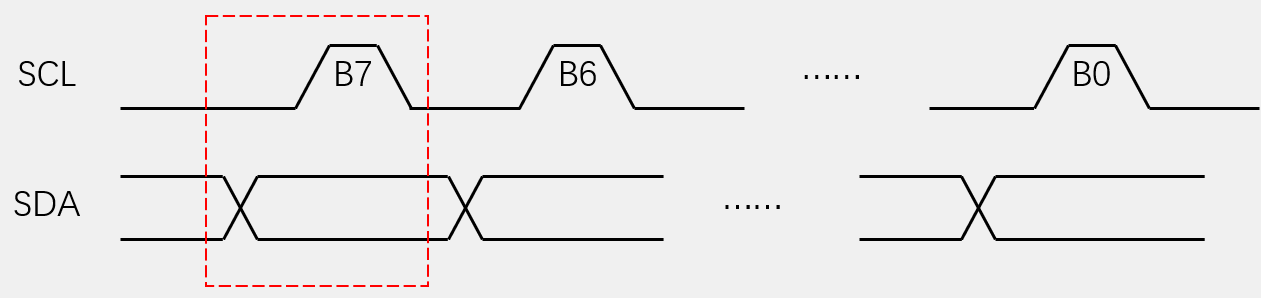 SCL B7 B6 …… B0
SDA ……